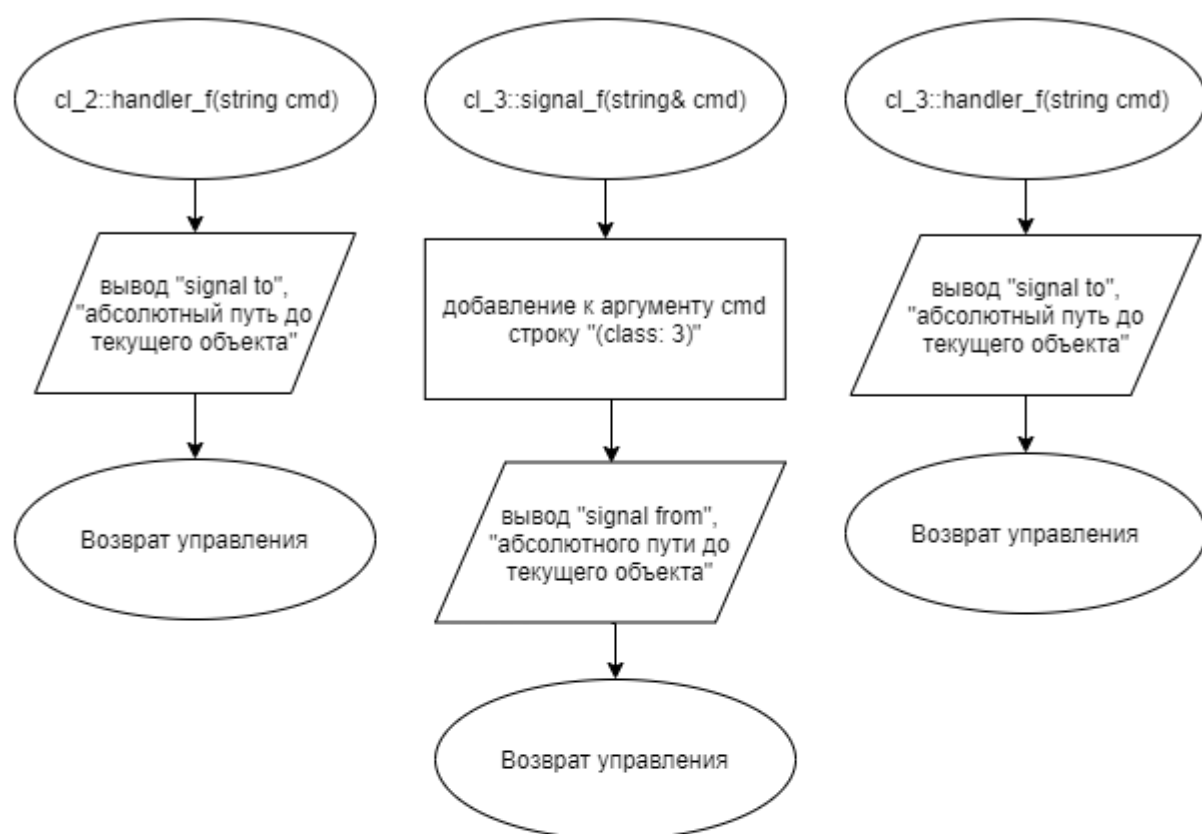 cl_2::handler_f(string cmd)
вывод "signal to",
"абсолютный путь до
текущего объекта"
Возврат управления
cl_3::signal_f(string& cmd)
добавление к аргументу cmd
строку "(class: 3)"
вывод "signal from",
"абсолютного пути до
текущего объекта"
Возврат управления
cl_3::handler_f(string cmd)
вывод "signal to",
"абсолютный путь до
текущего объекта"
Возврат управления